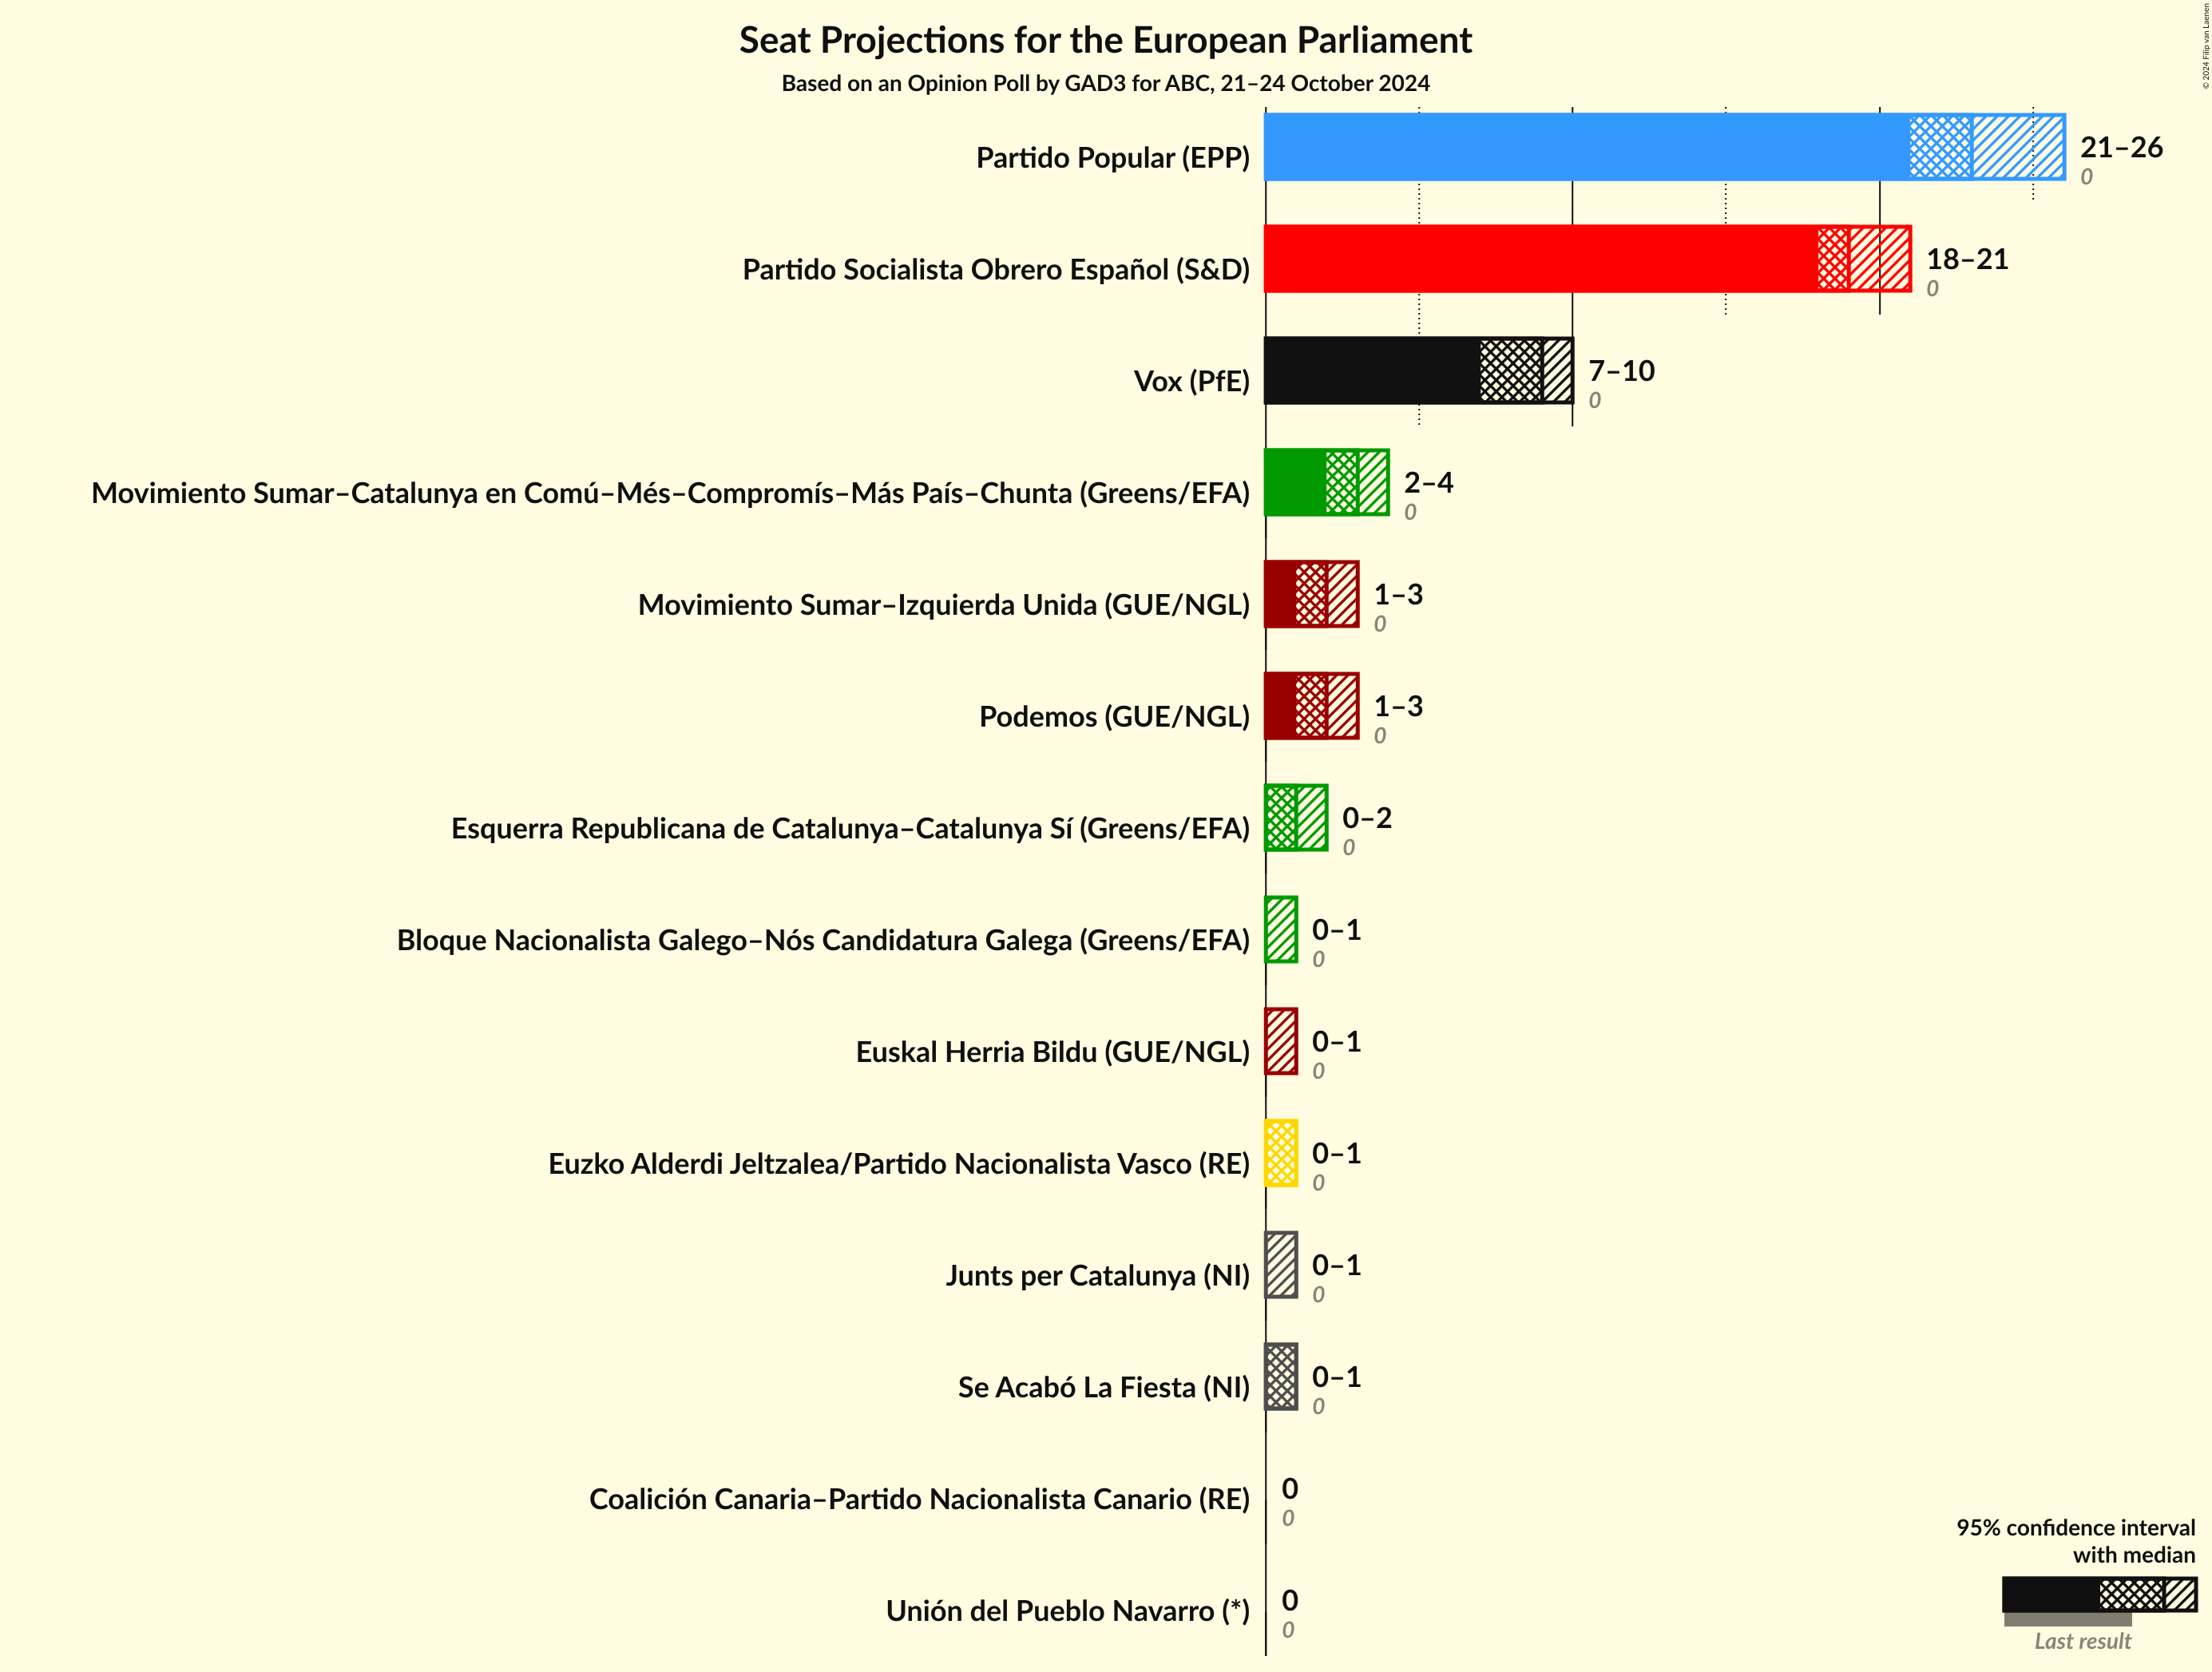 Seat Projections for the European Parliament
Based on an Opinion Poll by GAD3 for ABC, 21–24 October 2024
© 2024 Filip van Laenen
Partido Popular (EPP)
21–26
0
Partido Socialista Obrero Español (S&D)
18–21
0
Vox (PfE)
7–10
0
Movimiento Sumar–Catalunya en Comú–Més–Compromís–Más País–Chunta (Greens/EFA)
2–4
0
Movimiento Sumar–Izquierda Unida (GUE/NGL)
1–3
0
Podemos (GUE/NGL)
1–3
0
Esquerra Republicana de Catalunya–Catalunya Sí (Greens/EFA)
0–2
0
Bloque Nacionalista Galego–Nós Candidatura Galega (Greens/EFA)
0–1
0
Euskal Herria Bildu (GUE/NGL)
0–1
0
Euzko Alderdi Jeltzalea/Partido Nacionalista Vasco (RE)
0–1
0
Junts per Catalunya (NI)
0–1
0
Se Acabó La Fiesta (NI)
0–1
0
Coalición Canaria–Partido Nacionalista Canario (RE)
0
0
Unión del Pueblo Navarro (*)
0
0
95% confidence interval
with median
Last result